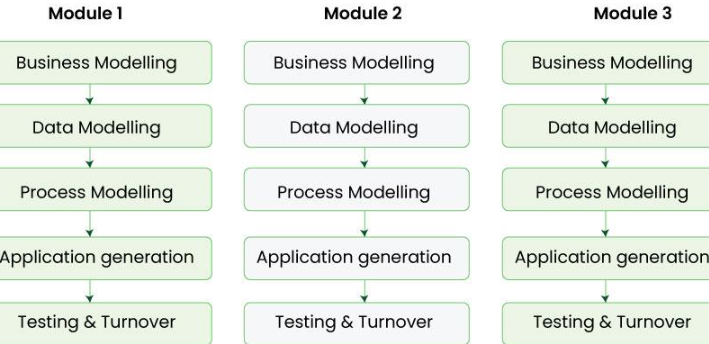 Module 1
Module 2
Module 3
Business Modelling
Business Modelling
Business Modelling
Data Modelling
Data Modelling
Data Modelling
Process Modelling
Process Modelling
Process Modelling
Application generation
Application generation
Application generation
Testing & Turnover
Testing & Turnover
Testing & Turnover